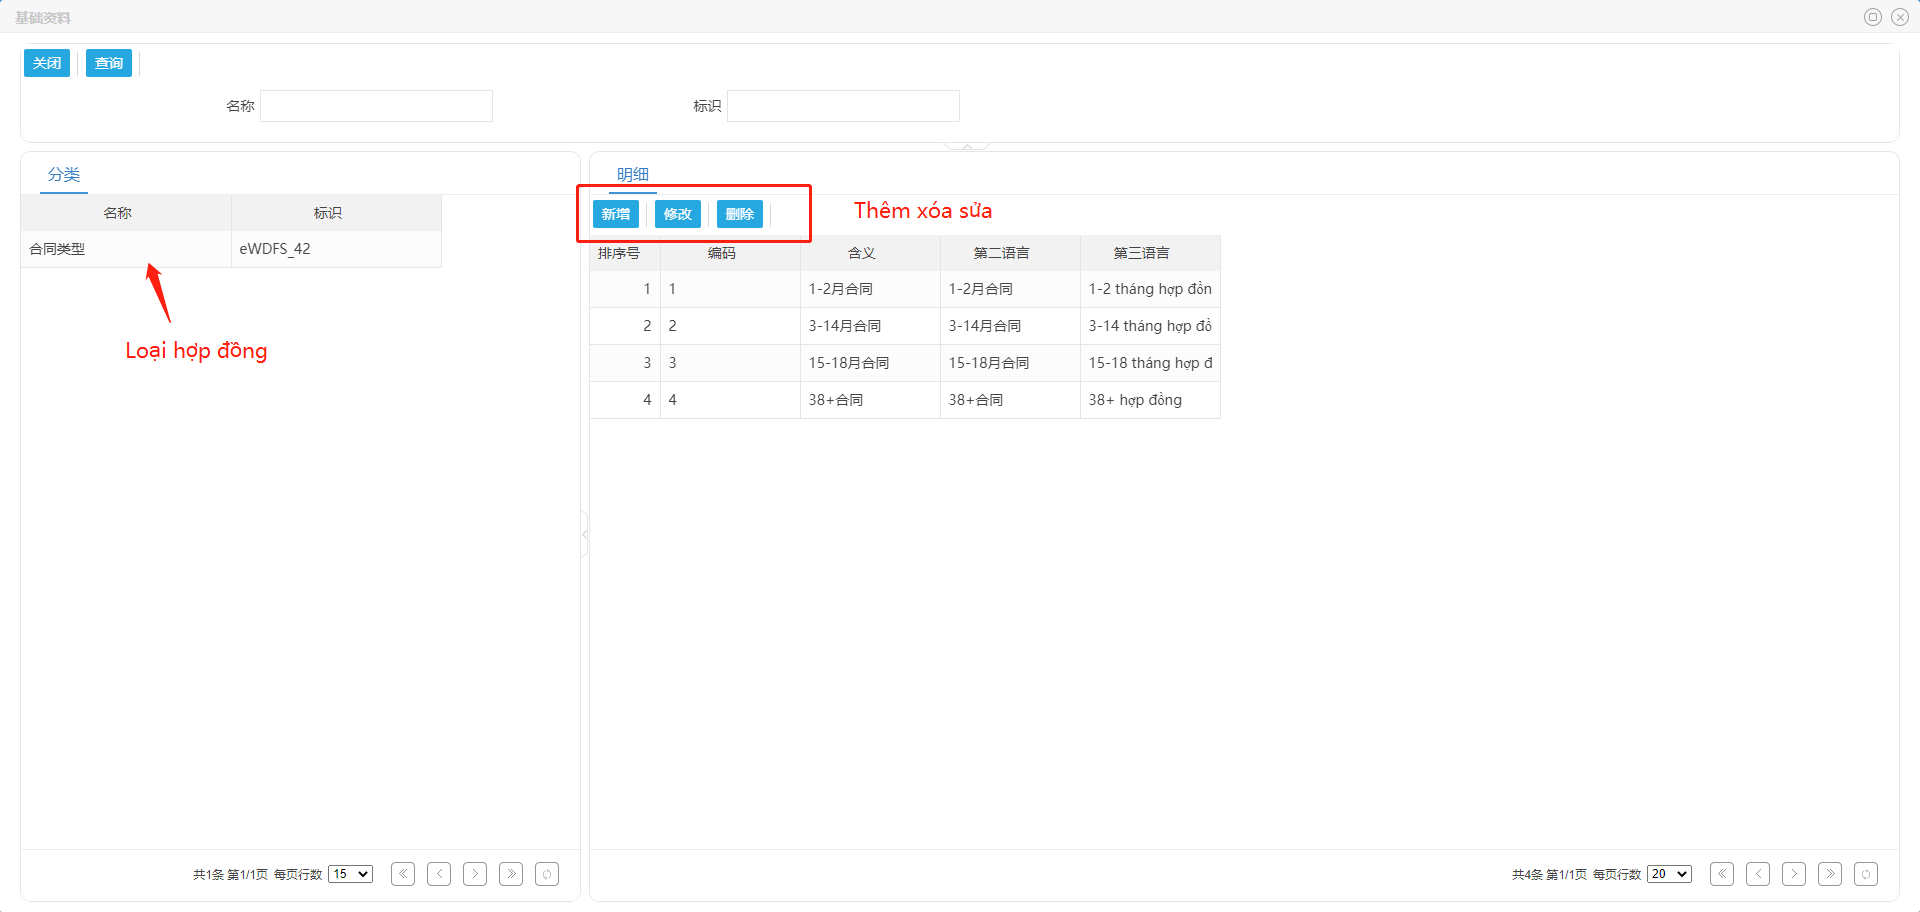 基础资料
关闭 查询
名称 标识
分类
名称 标识
合同类型 eWDFS_42
Loại hợp đồng
共1条 第1/1页 每页行数 15
明细
新增 修改 删除 Thêm xóa sửa
排序号 编码 含义 第二语言 第三语言
1 1 1-2月合同 1-2月合同 1-2 tháng hợp đồn
2 2 3-14月合同 3-14月合同 3-14 tháng hợp đồ
3 3 15-18月合同 15-18月合同 15-18 tháng hợp đ
4 4 38+合同 38+合同 38+ hợp đồng
共4条 第1/1页 每页行数 20